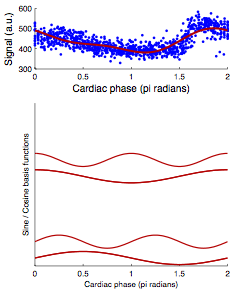 600
500
400
300
Signal (a.u.)
0 0.5 1 1.5 2
Cardiac phase (pi radians)
Sine / Cosine basis functions
0 0.5 1 1.5 2
Cardiac phase (pi radians)